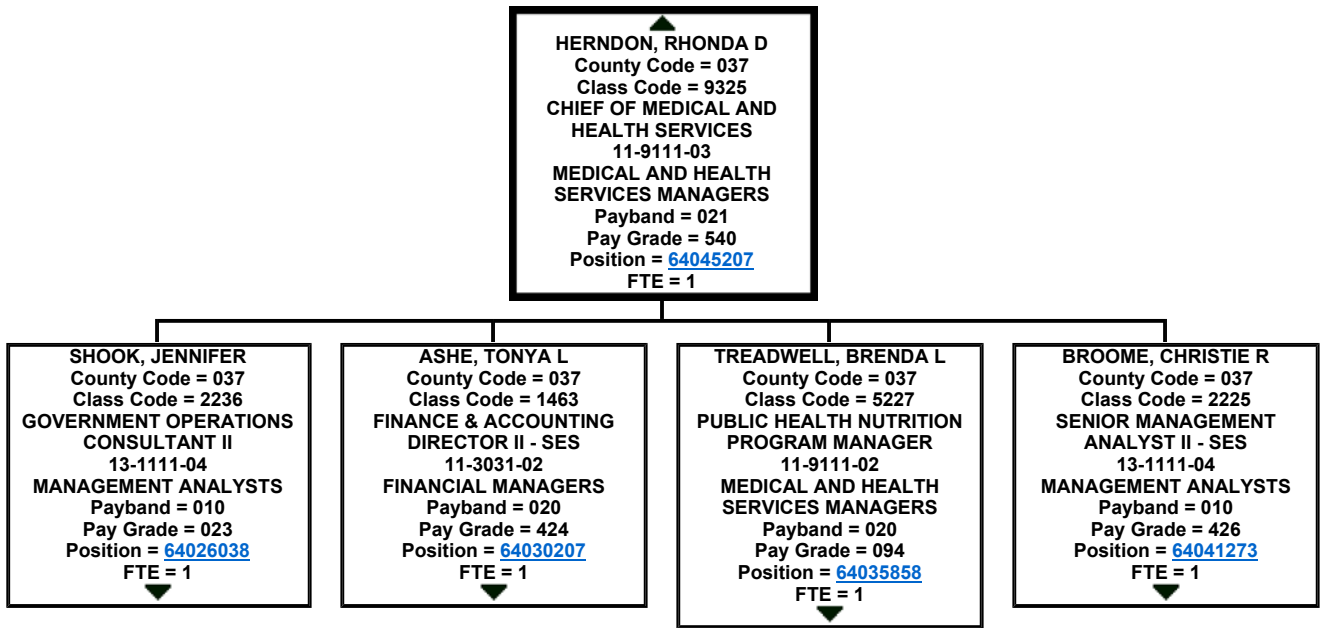 HERNDON, RHONDA D
County Code = 037
Class Code = 9325
CHIEF OF MEDICAL AND
HEALTH SERVICES
11-9111-03
MEDICAL AND HEALTH
SERVICES MANAGERS
Payband = 021
Pay Grade = 540
Position = 64045207
FTE = 1
SHOOK, JENNIFER
County Code = 037
Class Code = 2236
GOVERNMENT OPERATIONS
CONSULTANT II
13-1111-04
MANAGEMENT ANALYSTS
Payband = 010
Pay Grade = 023
Position = 64026038
FTE = 1
ASHE, TONYA L
County Code = 037
Class Code = 1463
FINANCE & ACCOUNTING
DIRECTOR II - SES
11-3031-02
FINANCIAL MANAGERS
Payband = 020
Pay Grade = 424
Position = 64030207
FTE = 1
TREADWELL, BRENDA L
County Code = 037
Class Code = 5227
PUBLIC HEALTH NUTRITION
PROGRAM MANAGER
11-9111-02
MEDICAL AND HEALTH
SERVICES MANAGERS
Payband = 020
Pay Grade = 094
Position = 64035858
FTE = 1
BROOME, CHRISTIE R
County Code = 037
Class Code = 2225
SENIOR MANAGEMENT
ANALYST II - SES
13-1111-04
MANAGEMENT ANALYSTS
Payband = 010
Pay Grade = 426
Position = 64041273
FTE = 1